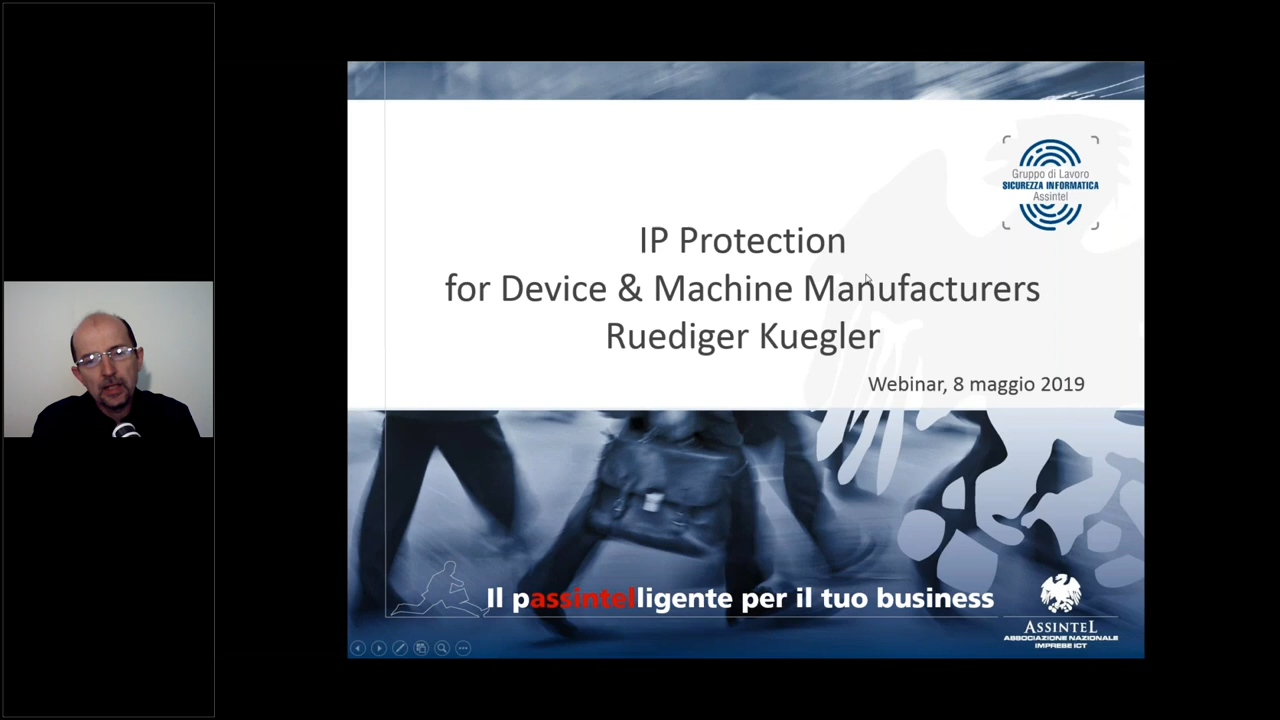 Gruppo di Lavoro
SICUREZZA INFORMATICA
Assintel
IP Protection
for Device & Machine Manufacturers
Ruediger Kuegler
Webinar, 8 maggio 2019
Il passintelligente per il tuo business
ASSINTEL
ASSOCIAZIONE NAZIONALE
IMPRESE ICT